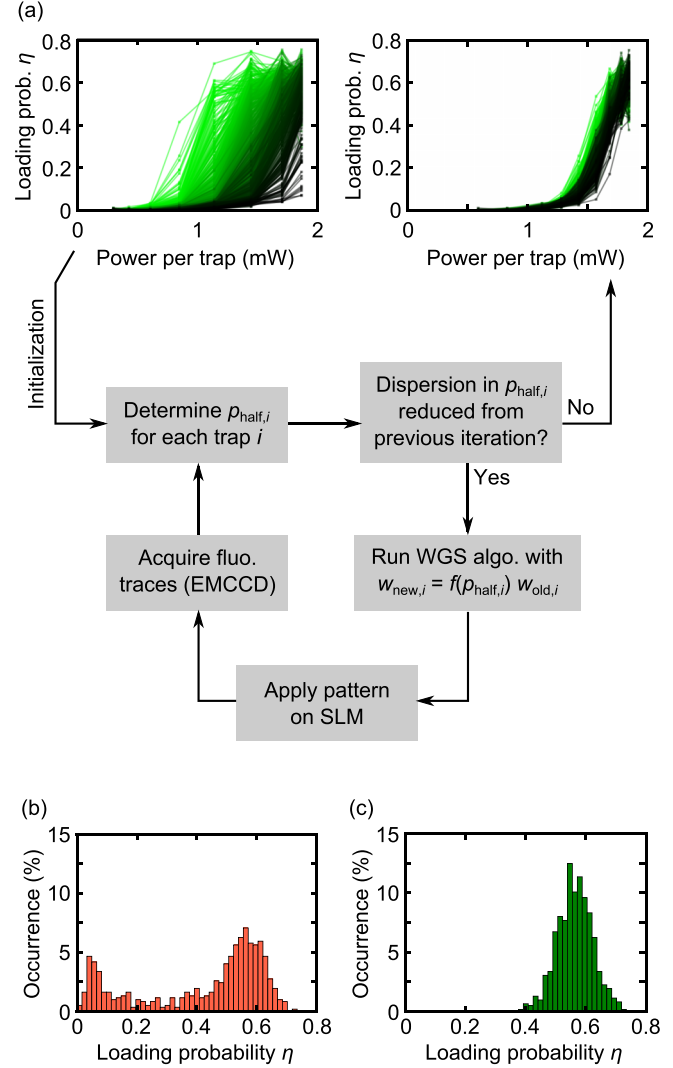 (a)
0.8
0.6
0.4
0.2
0
Loading prob. η
0
1
2
Power per trap (mW)
0.8
0.6
0.4
0.2
0
Loading prob. η
0
1
2
Power per trap (mW)
Initialization
Determine p_half,i
for each trap i
Dispersion in p_half,i
reduced from
previous iteration?
No
Yes
Acquire fluo.
traces (EMCCD)
Run WGS algo. with
w_new,i = f(p_half,i) w_old,i
Apply pattern
on SLM
(b)
15
10
5
0
Occurrence (%)
0
0.2
0.4
0.6
0.8
Loading probability η
(c)
15
10
5
0
Occurrence (%)
0
0.2
0.4
0.6
0.8
Loading probability η